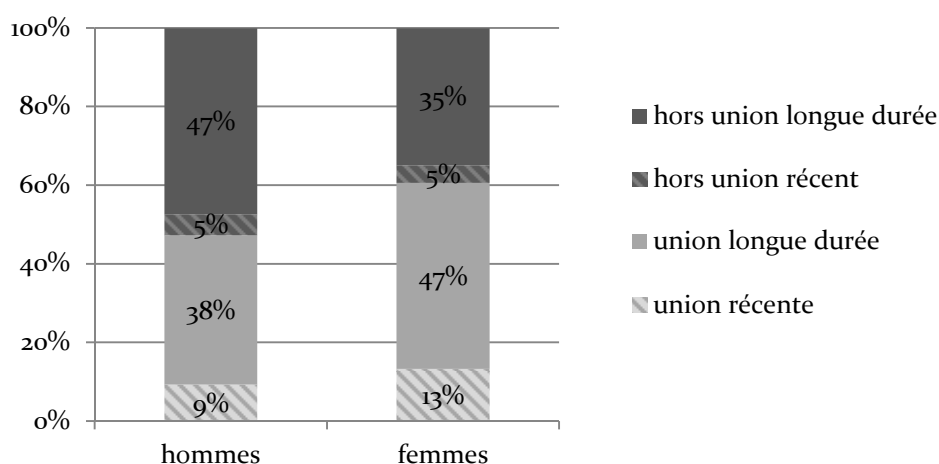 100%
80%
60%
40%
20%
0%
47%
5%
38%
9%
35%
5%
47%
13%
hommes
femmes
hors union longue durée
hors union récent
union longue durée
union récente